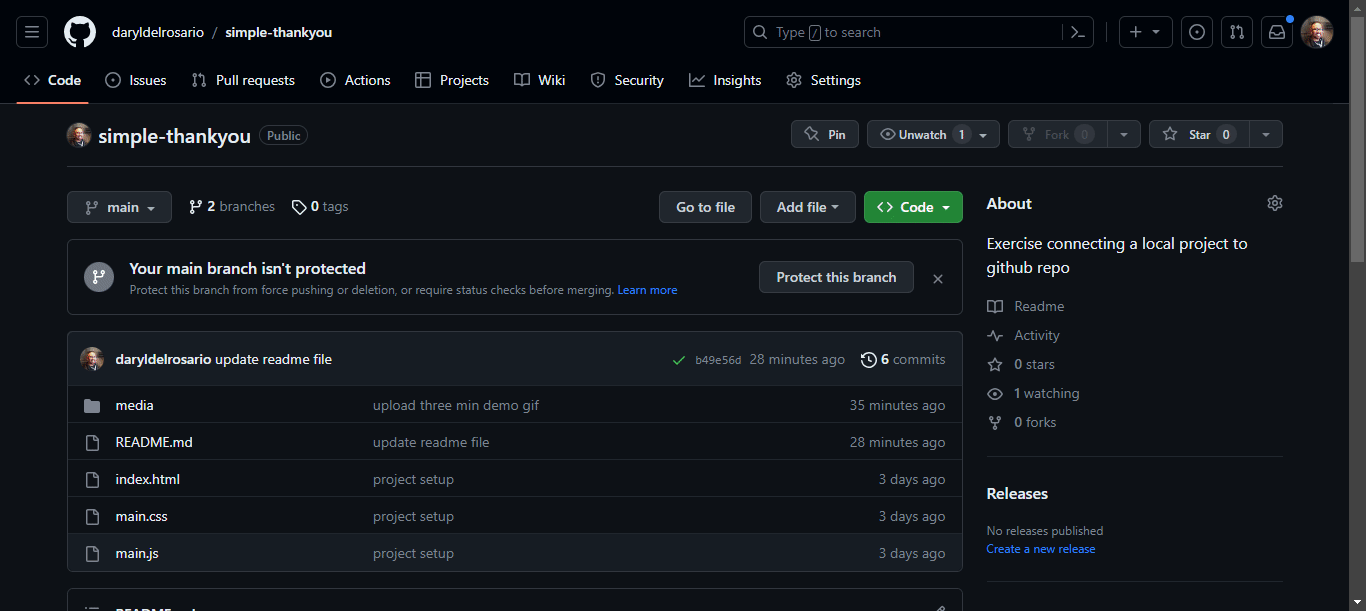 daryldelrosario / simple-thankyou
Type / to search
Code Issues Pull requests Actions Projects Wiki Security Insights Settings
simple-thankyou Public
Pin Unwatch 1 Fork 0 Star 0
main 2 branches 0 tags Go to file Add file Code
Your main branch isn't protected
Protect this branch from force pushing or deletion, or require status checks before merging. Learn more
Protect this branch
daryldelrosario update readme file b49e56d 28 minutes ago 6 commits
media upload three min demo gif 35 minutes ago
README.md update readme file 28 minutes ago
index.html project setup 3 days ago
main.css project setup 3 days ago
main.js project setup 3 days ago
About
Exercise connecting a local project to
github repo
Readme
Activity
0 stars
1 watching
0 forks
Releases
No releases published
Create a new release